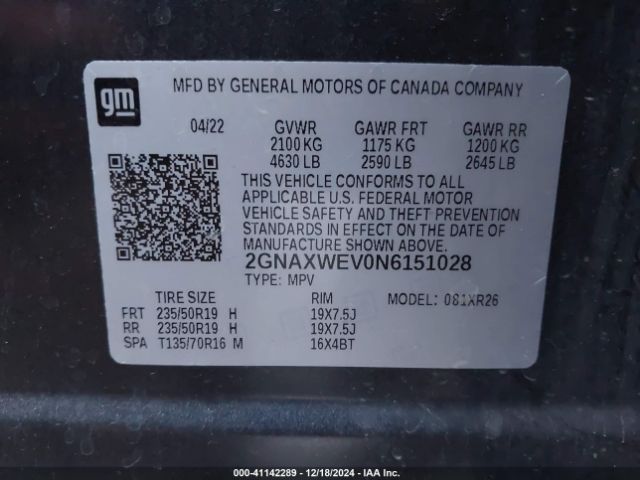 gm
MFD BY GENERAL MOTORS OF CANADA COMPANY
04/22 GVWR GAWR FRT GAWR RR
2100 KG 1175 KG 1200 KG
4630 LB 2590 LB 2645 LB
THIS VEHICLE CONFORMS TO ALL
APPLICABLE U.S. FEDERAL MOTOR
VEHICLE SAFETY AND THEFT PREVENTION
STANDARDS IN EFFECT ON THE DATE OF
MANUFACTURE SHOWN ABOVE.
2GNAXWEV0N6151028
TYPE: MPV
TIRE SIZE RIM MODEL: 081XR26
FRT 235/50R19 H 19X7.5J
RR 235/50R19 H 19X7.5J
SPA T135/70R16 M 16X4BT
000-41142289 - 12/18/2024 - IAA Inc.